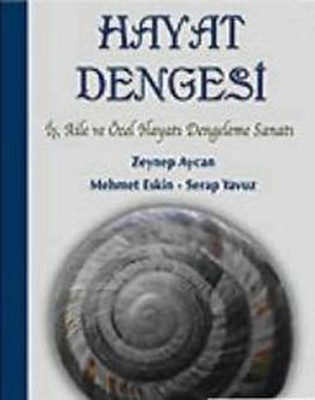 HAYAT
DENGESİ
İş, Aile ve Özel Hayatı Dengeleme Sanatı
Zeynep Aycan
Mehmet Eskin - Serap Yavuz